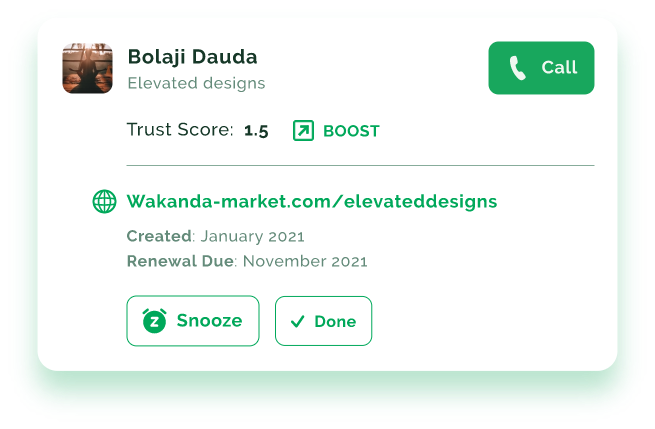 Bolaji Dauda
Elevated designs
Call
Trust Score: 1.5
BOOST
Wakanda-market.com/elevateddesigns
Created: January 2021
Renewal Due: November 2021
z Snooze
Done